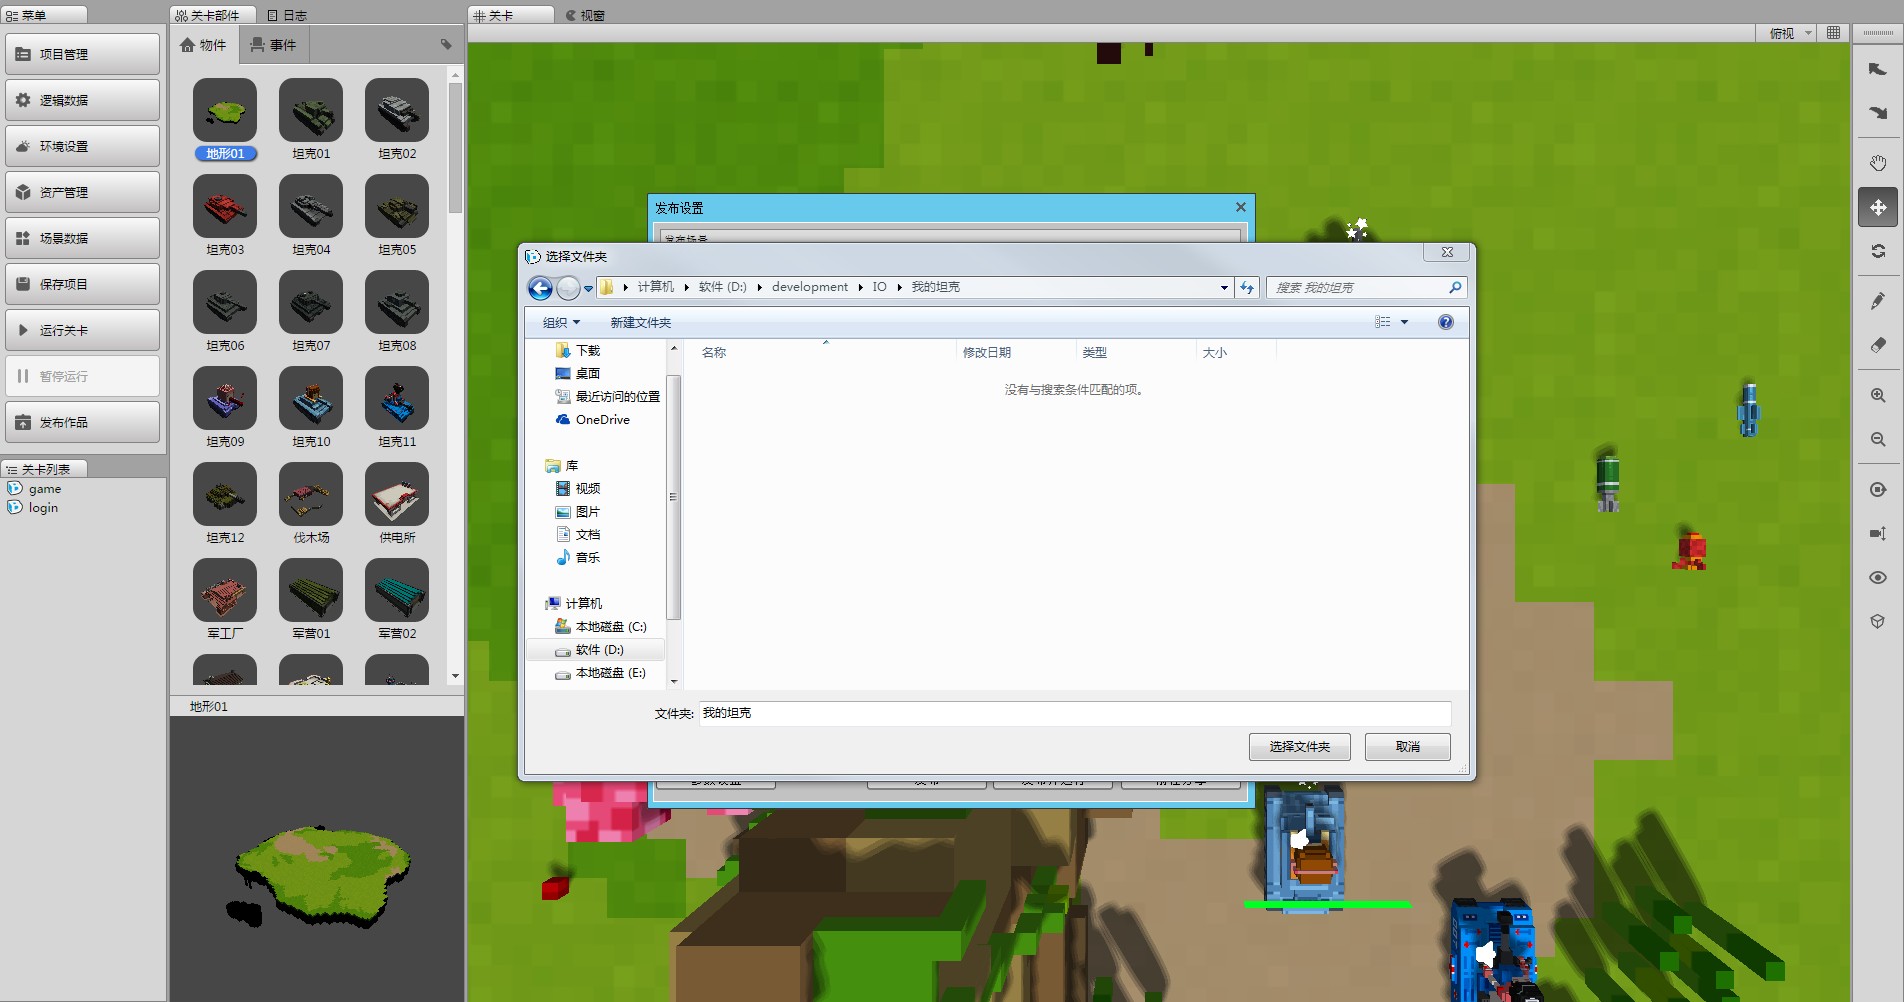 菜单
关卡部件
日志
关卡
视窗
俯视
项目管理
逻辑数据
环境设置
资产管理
场景数据
保存项目
运行关卡
暂停运行
发布作品
关卡列表
game
login
物件
事件
地形01
坦克01
坦克02
坦克03
坦克04
坦克05
坦克06
坦克07
坦克08
坦克09
坦克10
坦克11
坦克12
伐木场
供电所
军工厂
军营01
军营02
地形01
发布设置
发布场景
选择文件夹
计算机
软件 (D:)
development
IO
我的坦克
搜索 我的坦克
组织
新建文件夹
下载
桌面
最近访问的位置
OneDrive
库
视频
图片
文档
音乐
计算机
本地磁盘 (C:)
软件 (D:)
本地磁盘 (E:)
名称
修改日期
类型
大小
没有与搜索条件匹配的项。
文件夹:
我的坦克
选择文件夹
取消